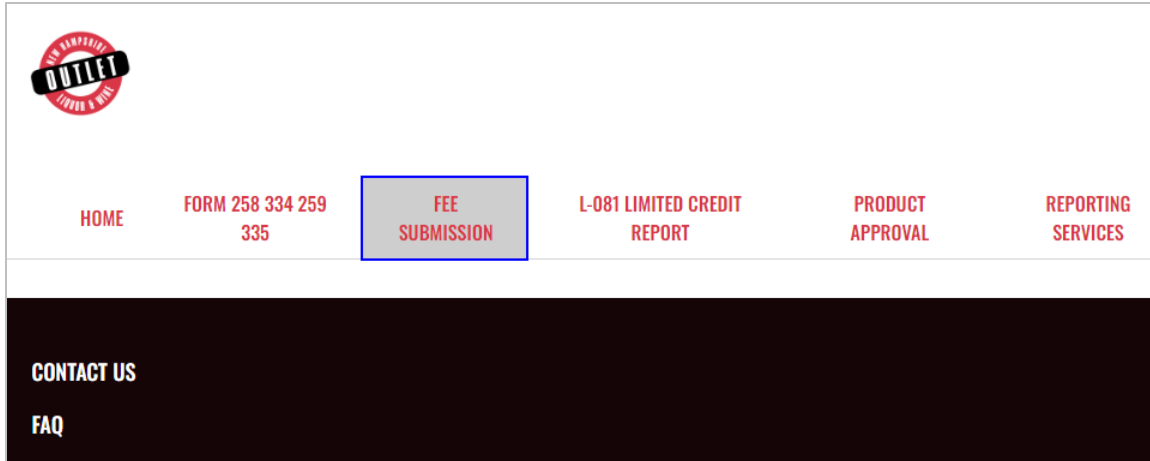 NEW HAMPSHIRE
OUTLET
LIQUOR & WINE
HOME
FORM 258 334 259
335
FEE
SUBMISSION
L-081 LIMITED CREDIT
REPORT
PRODUCT
APPROVAL
REPORTING
SERVICES
CONTACT US
FAQ